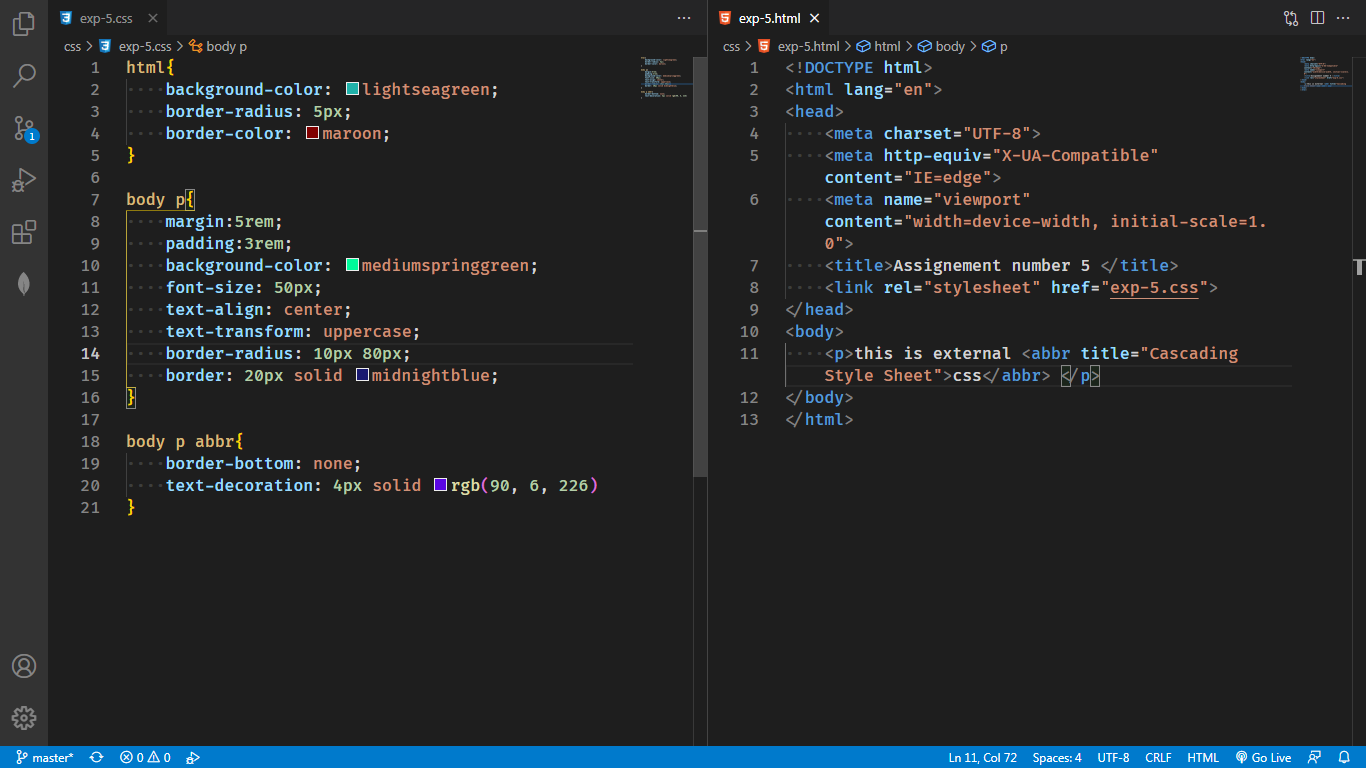 exp-5.css
css > exp-5.css > body p
1 html{
2 background-color: lightseagreen;
3 border-radius: 5px;
4 border-color: maroon;
5 }
6
7 body p{
8 margin:5rem;
9 padding:3rem;
10 background-color: mediumspringgreen;
11 font-size: 50px;
12 text-align: center;
13 text-transform: uppercase;
14 border-radius: 10px 80px;
15 border: 20px solid midnightblue;
16 }
17
18 body p abbr{
19 border-bottom: none;
20 text-decoration: 4px solid rgb(90, 6, 226)
21 }
exp-5.html
css > exp-5.html > html > body > p
1 <!DOCTYPE html>
2 <html lang="en">
3 <head>
4 <meta charset="UTF-8">
5 <meta http-equiv="X-UA-Compatible"
content="IE=edge">
6 <meta name="viewport"
content="width=device-width, initial-scale=1.
0">
7 <title>Assignement number 5 </title>
8 <link rel="stylesheet" href="exp-5.css">
9 </head>
10 <body>
11 <p>this is external <abbr title="Cascading
Style Sheet">css</abbr> </p>
12 </body>
13 </html>
1
master* 0 0 Ln 11, Col 72 Spaces: 4 UTF-8 CRLF HTML Go Live